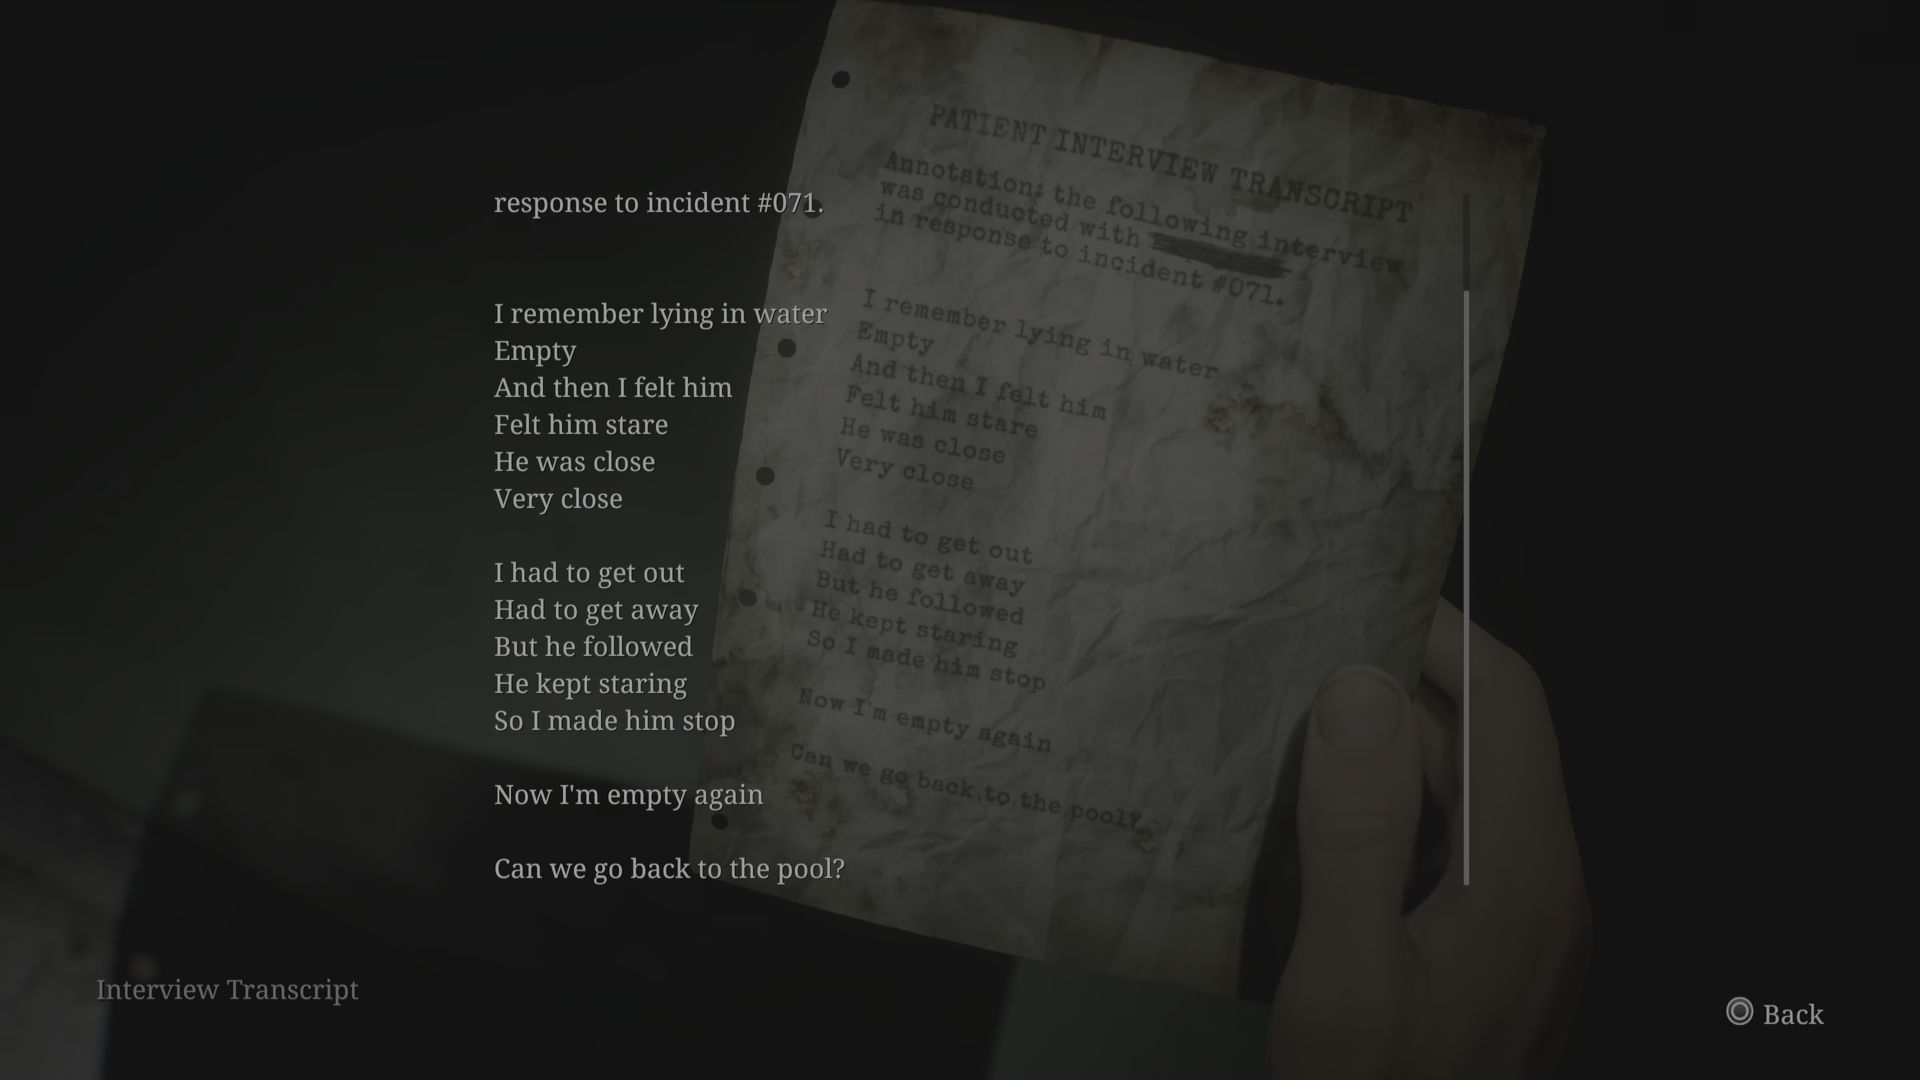 response to incident #071.
I remember lying in water
Empty
And then I felt him
Felt him stare
He was close
Very close
I had to get out
Had to get away
But he followed
He kept staring
So I made him stop
Now I'm empty again
Can we go back to the pool?
PATIENT INTERVIEW TRANSCRIPT
Annotation: the following interview
was conducted with
in response to incident #071.
I remember lying in water
Empty
And then I felt him
Felt him stare
He was close
Very close
I had to get out
Had to get away
But he followed
He kept staring
So I made him stop
Now I'm empty again
Can we go back to the pool?
Interview Transcript
Back